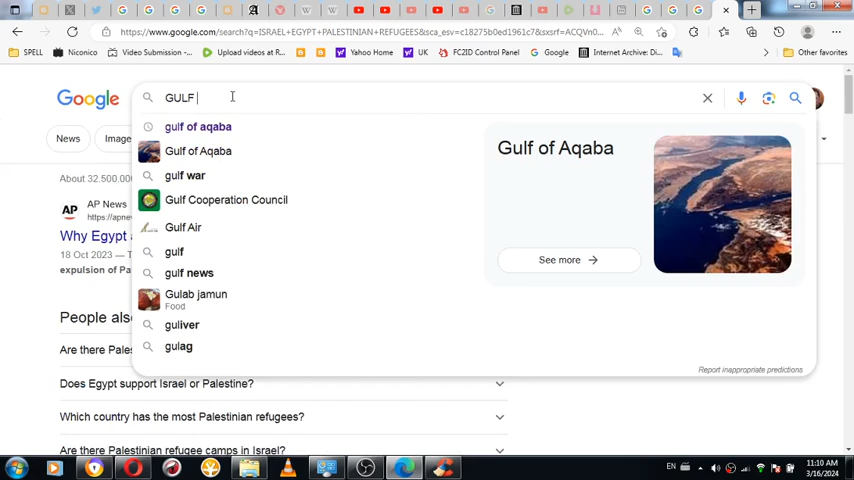 https://www.google.com/search?q=ISRAEL+EGYPT+PALESTINIAN+REFUGEES&sca_esv=c18275b0ed1961c7&sxsrf=ACQVn0...
SPELL
Niconico
Video Submission -...
Upload videos at R...
Yahoo Home
UK
FC2ID Control Panel
Google
Internet Archive: Di...
Other favorites
Google
GULF
gulf of aqaba
Gulf of Aqaba
gulf war
Gulf Cooperation Council
Gulf Air
gulf
gulf news
Gulab jamun
Food
guliver
gulag
Gulf of Aqaba
See more
Report inappropriate predictions
News
Image
About 32.500.00
AP
AP News
https://apne
Why Egypt a
18 Oct 2023 — T
expulsion of Pa
People als
Are there Pales
Does Egypt support Israel or Palestine?
Which country has the most Palestinian refugees?
Are there Palestinian refugee camps in Israel?
EN
11:10 AM
3/16/2024